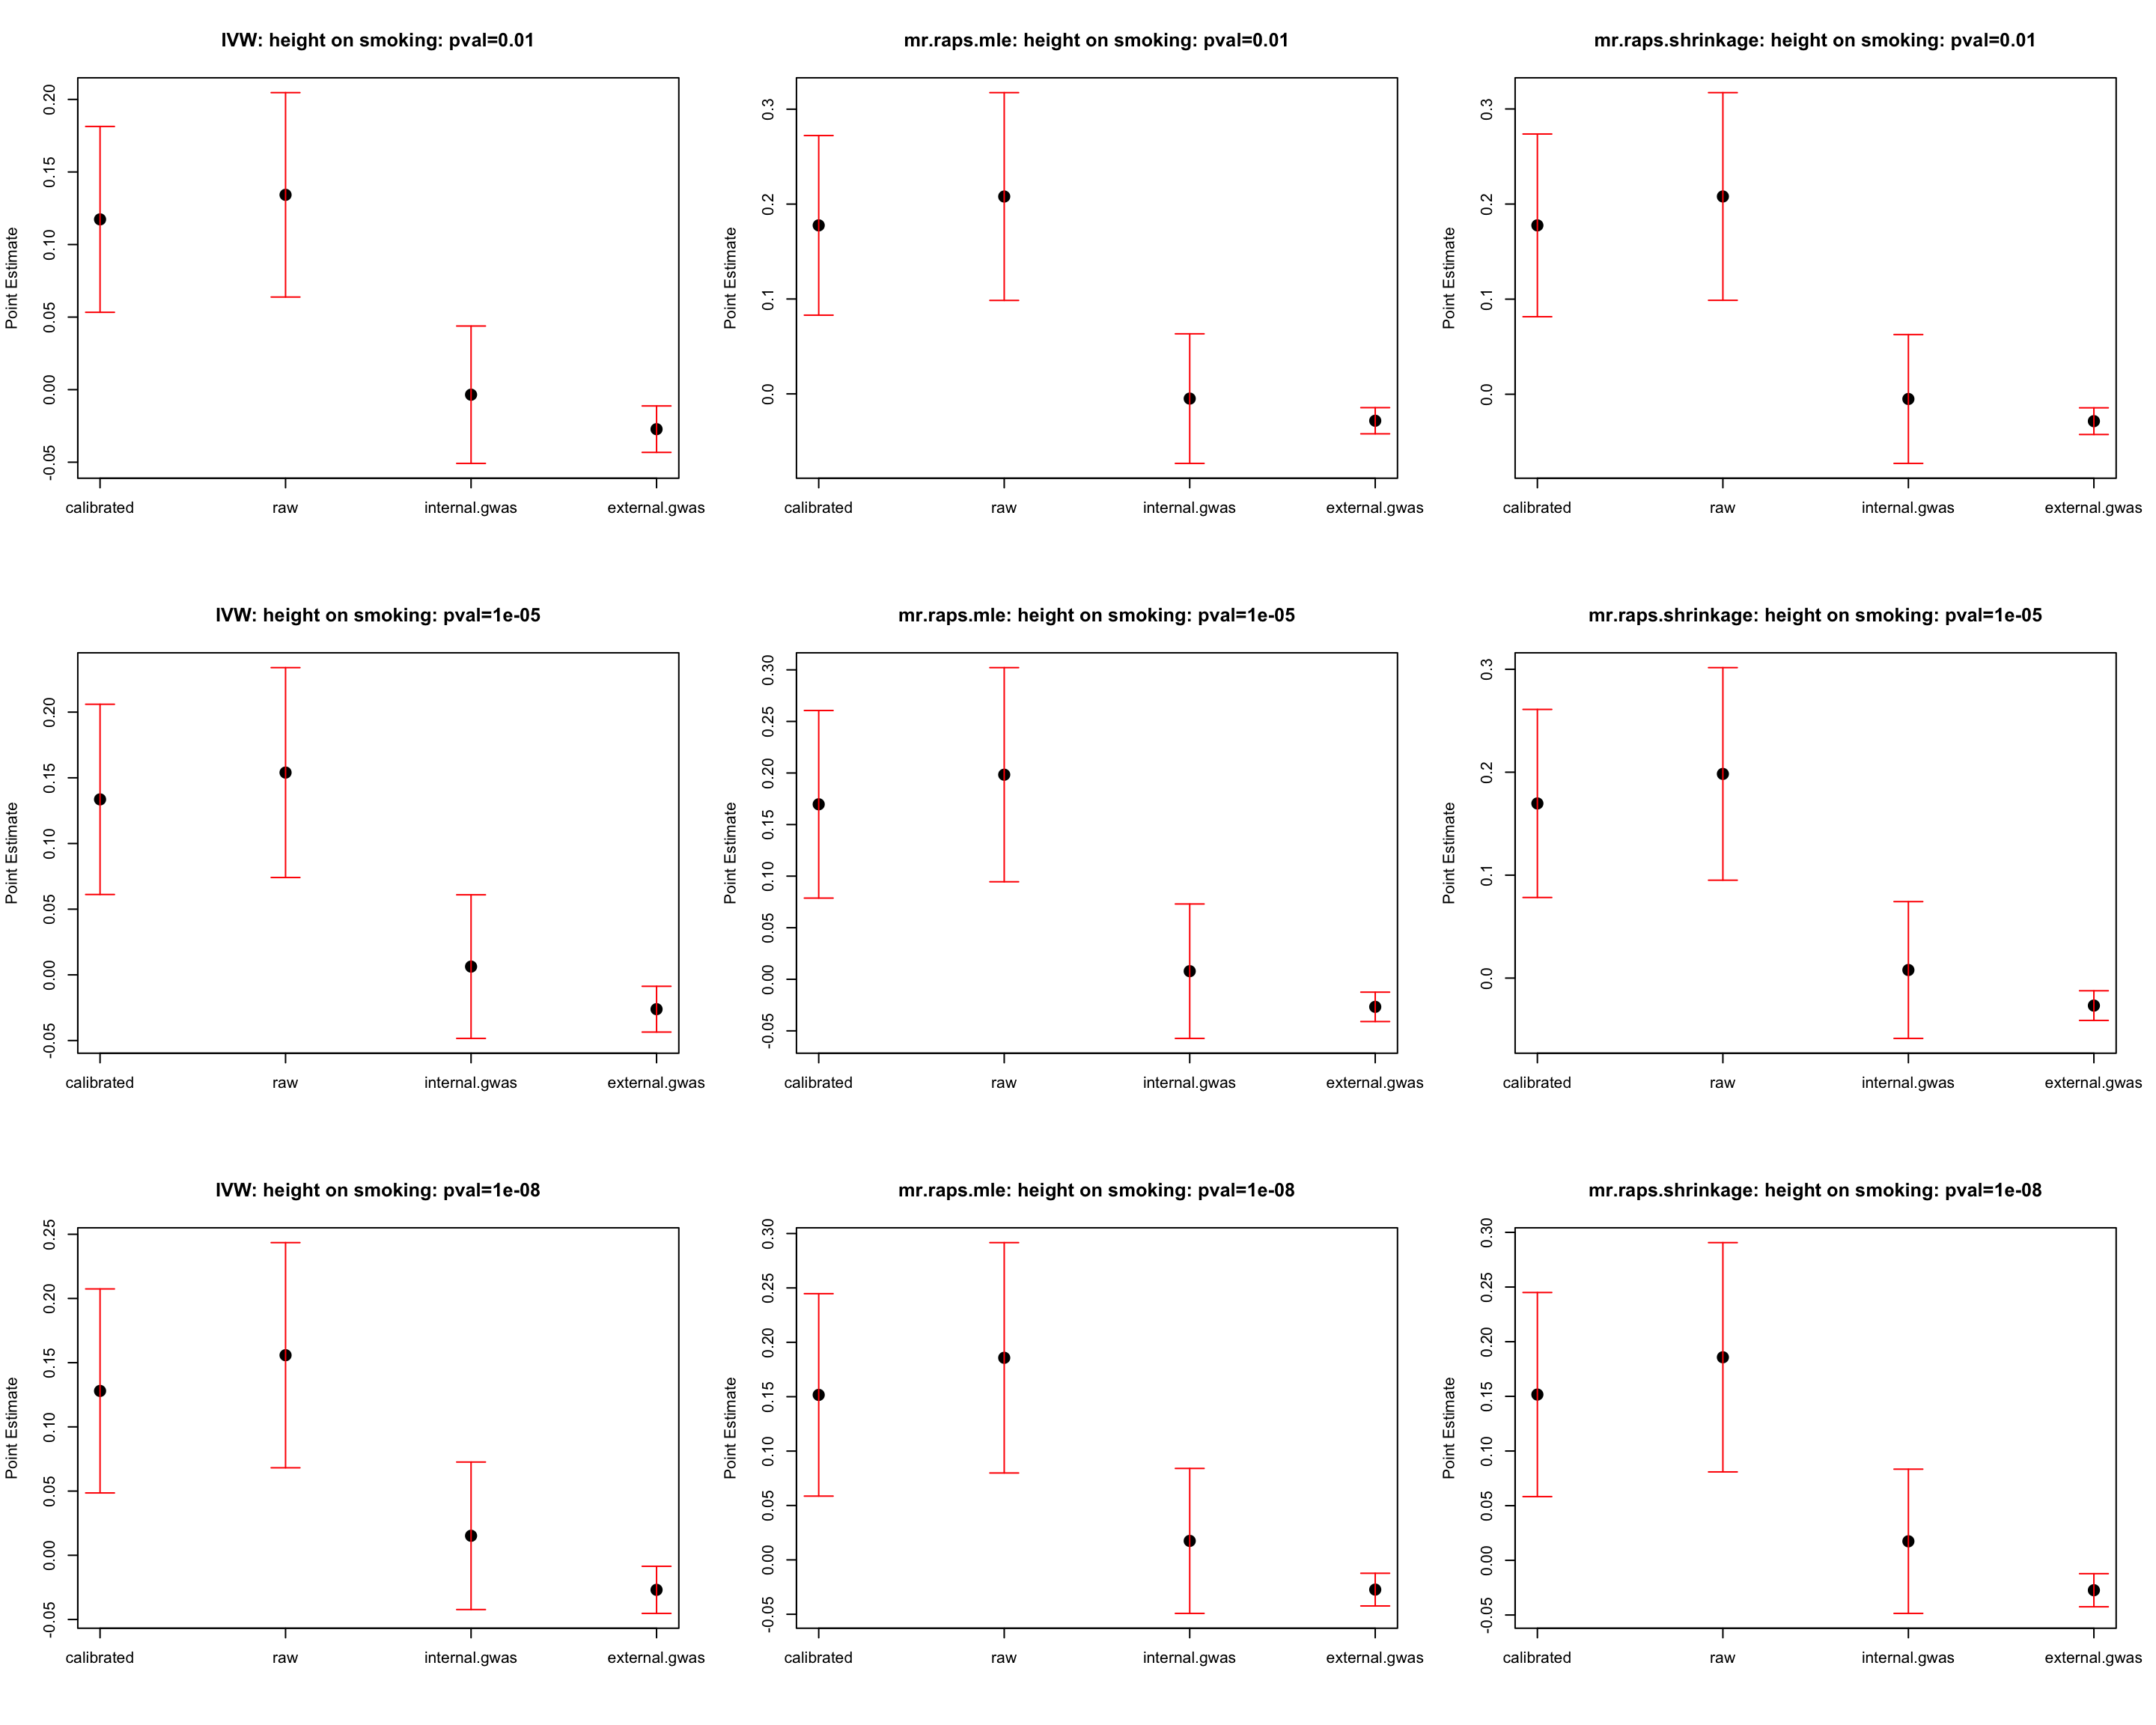 IVW: height on smoking: pval=0.01
Point Estimate
0.20
0.15
0.10
0.05
0.00
-0.05
calibrated raw internal.gwas external.gwas
mr.raps.mle: height on smoking: pval=0.01
Point Estimate
0.3
0.2
0.1
0.0
calibrated raw internal.gwas external.gwas
mr.raps.shrinkage: height on smoking: pval=0.01
Point Estimate
0.3
0.2
0.1
0.0
calibrated raw internal.gwas external.gwas
IVW: height on smoking: pval=1e-05
Point Estimate
0.20
0.15
0.10
0.05
0.00
-0.05
calibrated raw internal.gwas external.gwas
mr.raps.mle: height on smoking: pval=1e-05
Point Estimate
0.30
0.25
0.20
0.15
0.10
0.05
0.00
-0.05
calibrated raw internal.gwas external.gwas
mr.raps.shrinkage: height on smoking: pval=1e-05
Point Estimate
0.3
0.2
0.1
0.0
calibrated raw internal.gwas external.gwas
IVW: height on smoking: pval=1e-08
Point Estimate
0.25
0.20
0.15
0.10
0.05
0.00
-0.05
calibrated raw internal.gwas external.gwas
mr.raps.mle: height on smoking: pval=1e-08
Point Estimate
0.30
0.25
0.20
0.15
0.10
0.05
0.00
-0.05
calibrated raw internal.gwas external.gwas
mr.raps.shrinkage: height on smoking: pval=1e-08
Point Estimate
0.30
0.25
0.20
0.15
0.10
0.05
0.00
-0.05
calibrated raw internal.gwas external.gwas